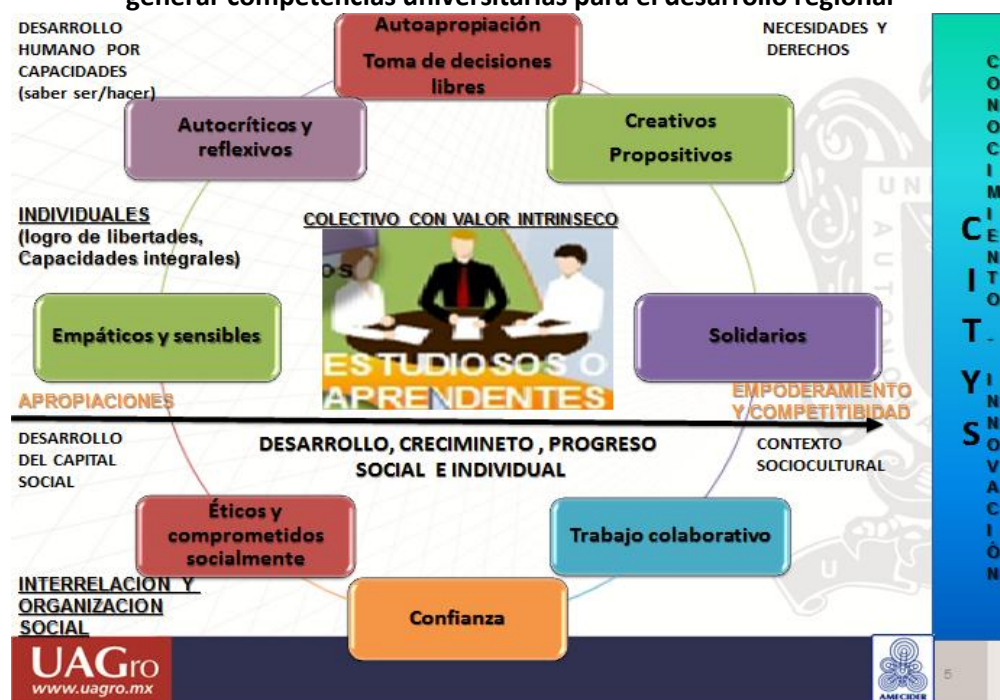 generar competencias universitarias para el desarrollo regional
DESARROLLO
HUMANO POR
CAPACIDADES
(saber ser/hacer)
Autoapropiación
Toma de decisiones
libres
NECESIDADES Y
DERECHOS
Autocríticos y
reflexivos
Creativos
Propositivos
INDIVIDUALES
(logro de libertades,
Capacidades integrales)
COLECTIVO CON VALOR INTRINSECO
OS
ESTUDIOSOS O
APRENDENTES
Empáticos y sensibles
Solidarios
APROPIACIONES
EMPODERAMIENTO
Y COMPETITIBIDAD
DESARROLLO
DEL CAPITAL
SOCIAL
DESARROLLO, CRECIMINETO , PROGRESO
SOCIAL E INDIVIDUAL
CONTEXTO
SOCIOCULTURAL
Éticos y
comprometidos
socialmente
Trabajo colaborativo
Confianza
INTERRELACION Y
ORGANIZACION
SOCIAL
CIT YS
CONOCIMIENTO - INNOVACIÓN
UAGro
www.uagro.mx
AMECIDER
5